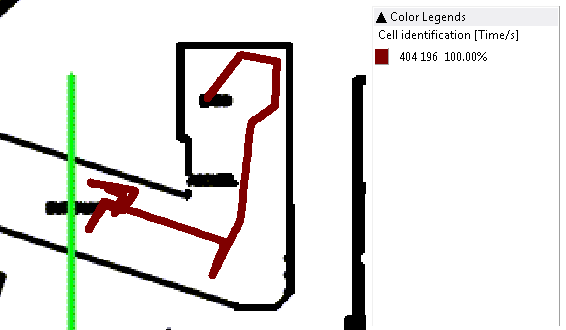 ▲ Color Legends
Cell identification [Time/s]
404 196 100.00%